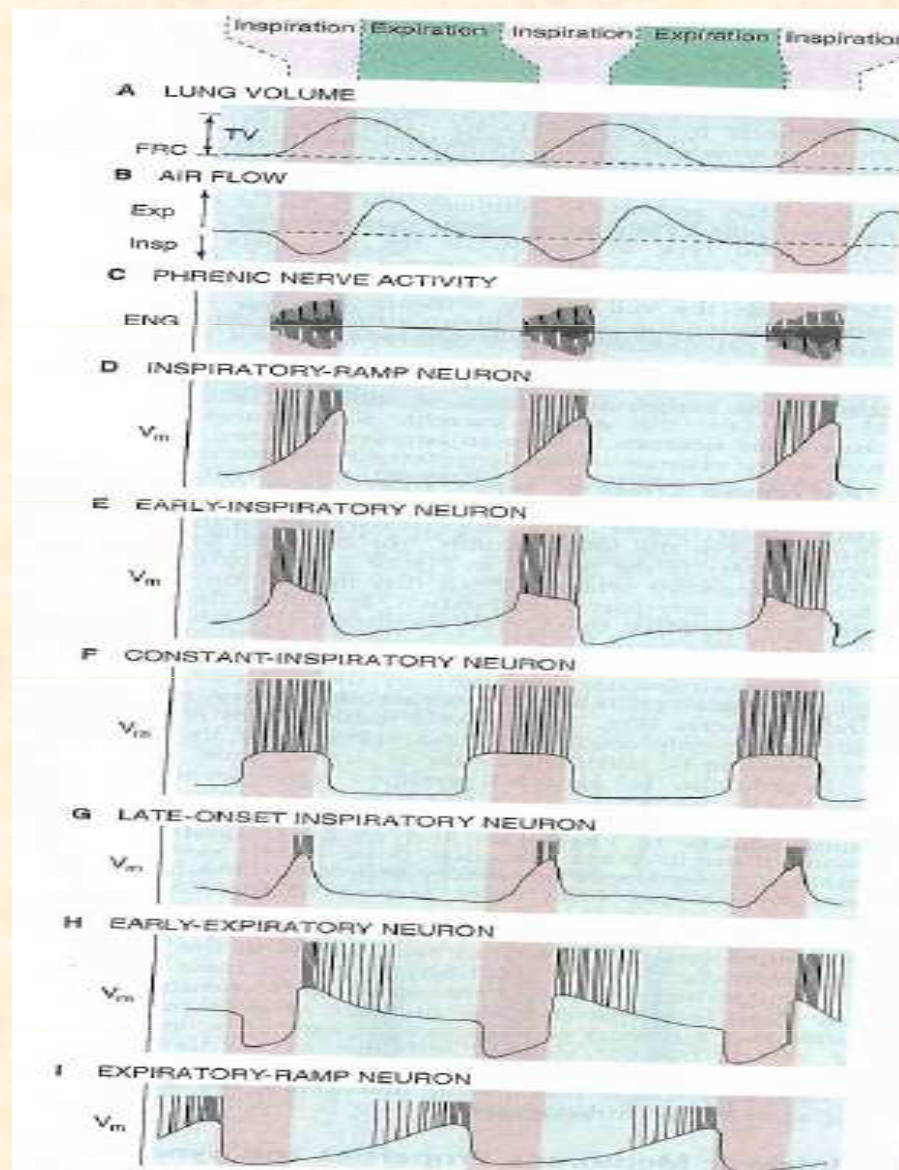 Inspiration Expiration Inspiration Expiration Inspiration
A LUNG VOLUME
TV
FRC
B AIR FLOW
Exp
Insp
C PHRENIC NERVE ACTIVITY
ENG
D INSPIRATORY-RAMP NEURON
Vm
E EARLY-INSPIRATORY NEURON
Vm
F CONSTANT-INSPIRATORY NEURON
Vm
G LATE-ONSET INSPIRATORY NEURON
Vm
H EARLY-EXPIRATORY NEURON
Vm
I EXPIRATORY-RAMP NEURON
Vm